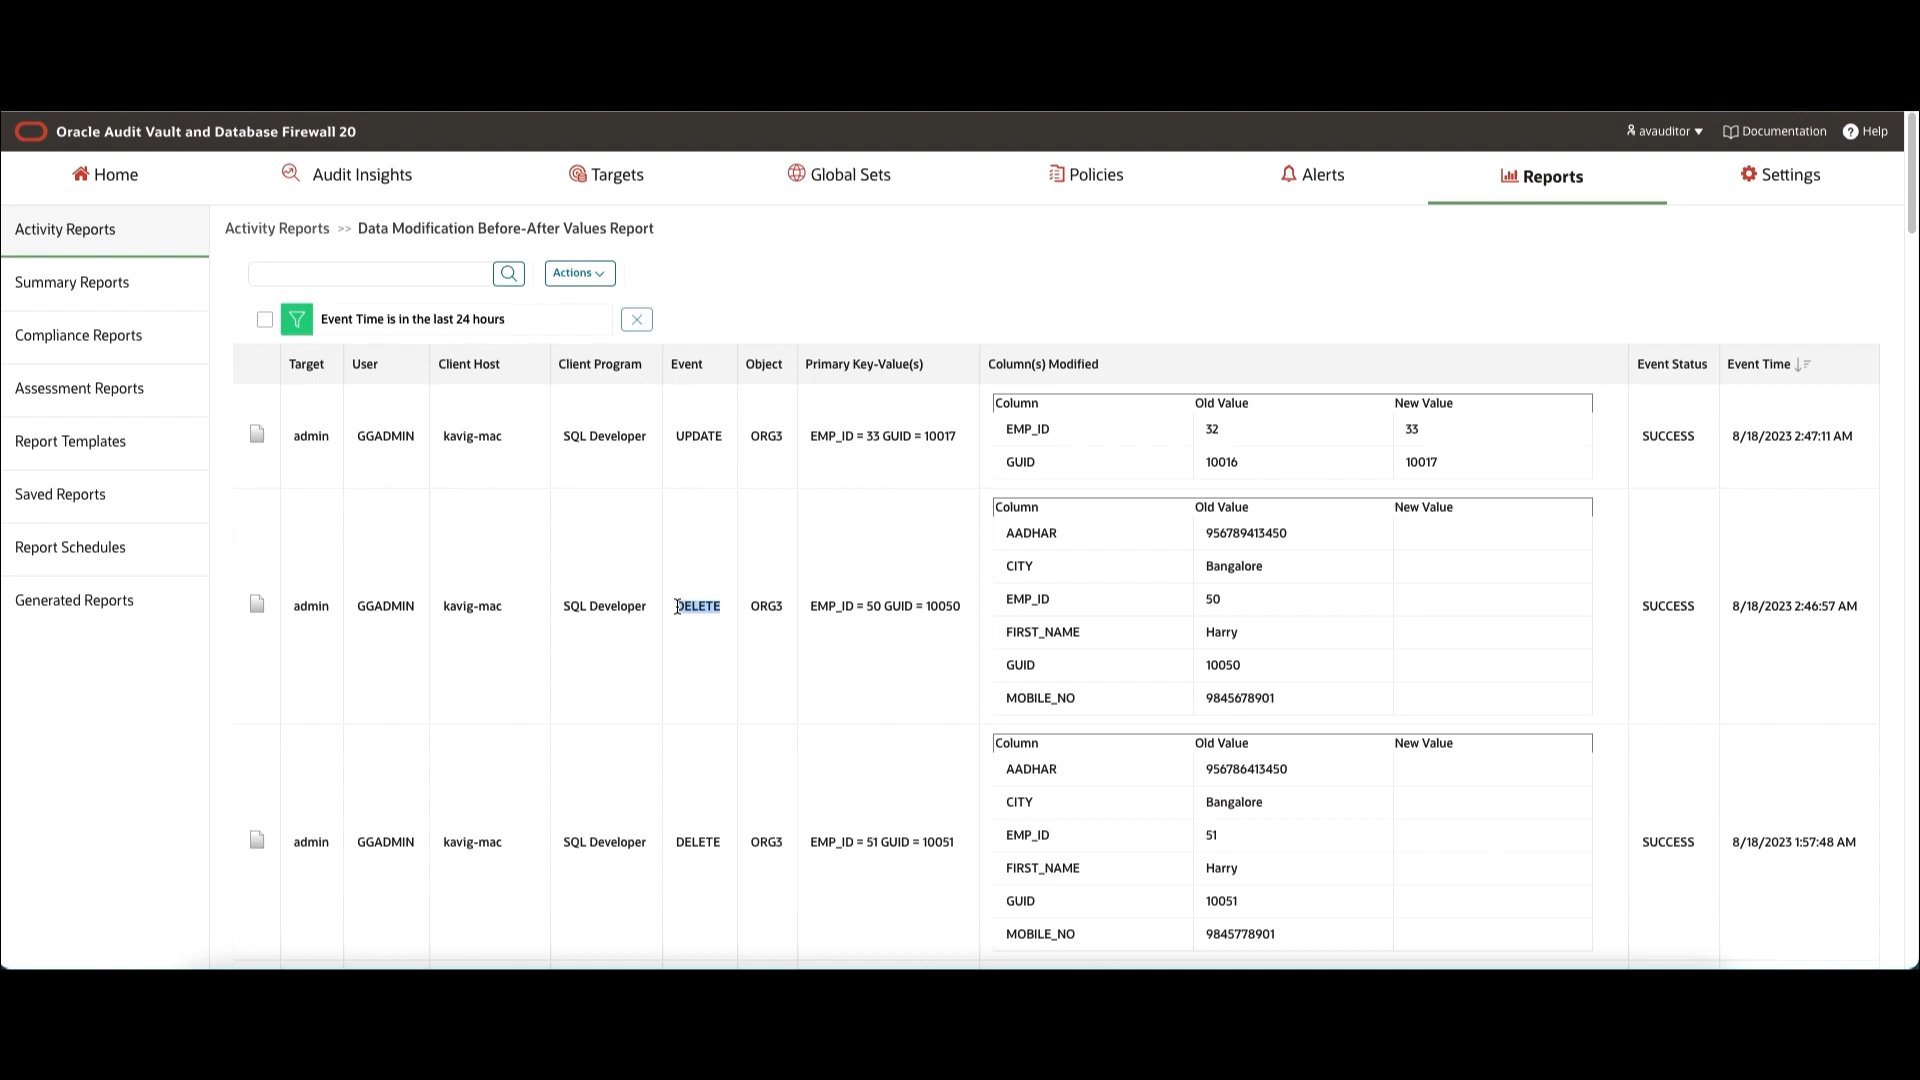 Oracle Audit Vault and Database Firewall 20
avauditor
Documentation
Help
Home
Audit Insights
Targets
Global Sets
Policies
Alerts
Reports
Settings
Activity Reports
Summary Reports
Compliance Reports
Assessment Reports
Report Templates
Saved Reports
Report Schedules
Generated Reports
Activity Reports >> Data Modification Before-After Values Report
Actions
Event Time is in the last 24 hours
Target User Client Host Client Program Event Object Primary Key-Value(s) Column(s) Modified Event Status Event Time
admin GGADMIN kavig-mac SQL Developer UPDATE ORG3 EMP_ID = 33 GUID = 10017
Column Old Value New Value
EMP_ID 32 33
GUID 10016 10017
SUCCESS 8/18/2023 2:47:11 AM
admin GGADMIN kavig-mac SQL Developer DELETE ORG3 EMP_ID = 50 GUID = 10050
Column Old Value New Value
AADHAR 956789413450
CITY Bangalore
EMP_ID 50
FIRST_NAME Harry
GUID 10050
MOBILE_NO 9845678901
SUCCESS 8/18/2023 2:46:57 AM
admin GGADMIN kavig-mac SQL Developer DELETE ORG3 EMP_ID = 51 GUID = 10051
Column Old Value New Value
AADHAR 956786413450
CITY Bangalore
EMP_ID 51
FIRST_NAME Harry
GUID 10051
MOBILE_NO 9845778901
SUCCESS 8/18/2023 1:57:48 AM